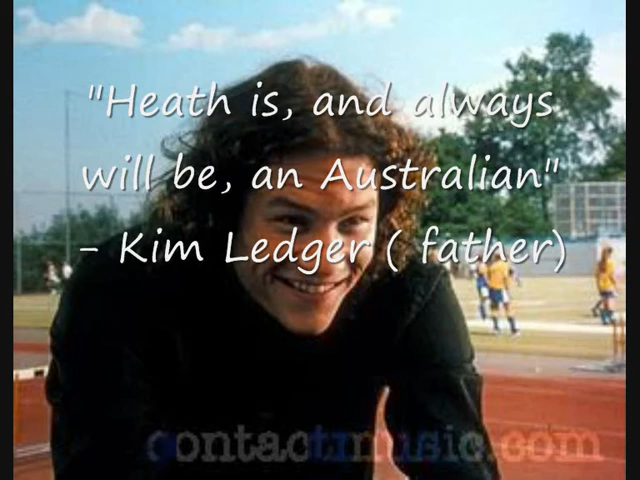 "Heath is, and always
will be, an Australian"
- Kim Ledger ( father)
contactmusic.com